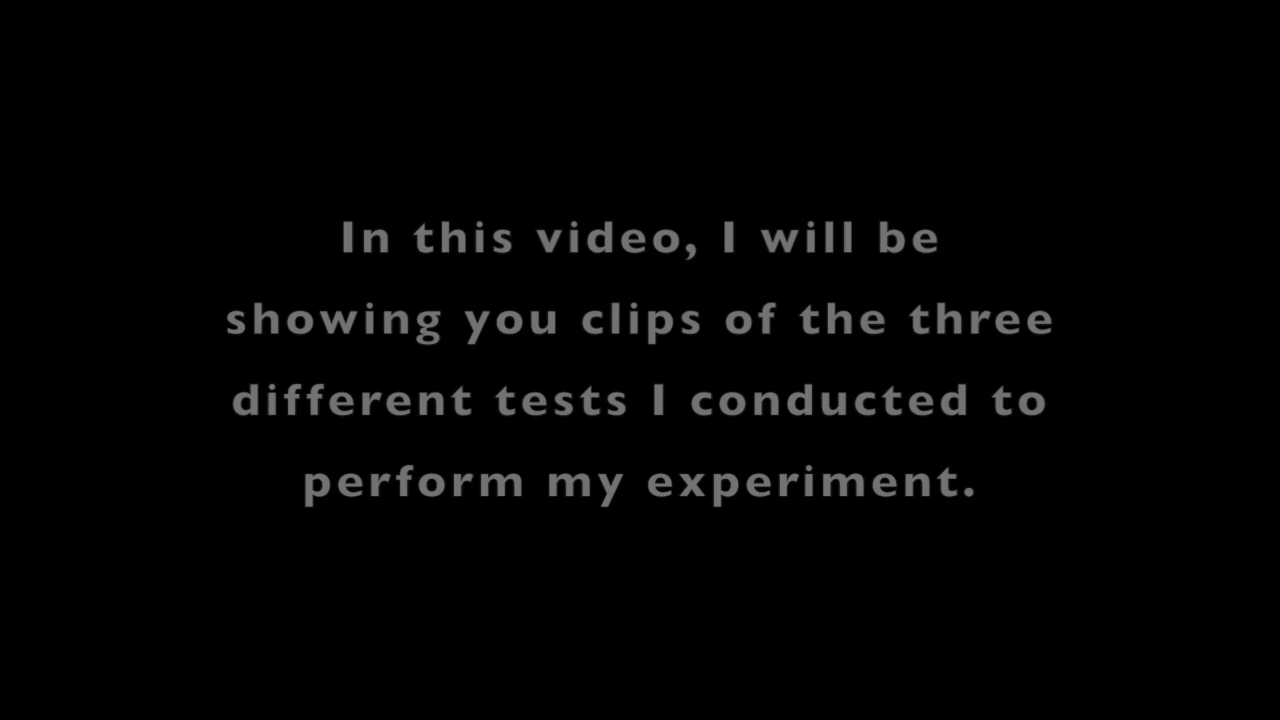 In this video, I will be
showing you clips of the three
different tests I conducted to
perform my experiment.